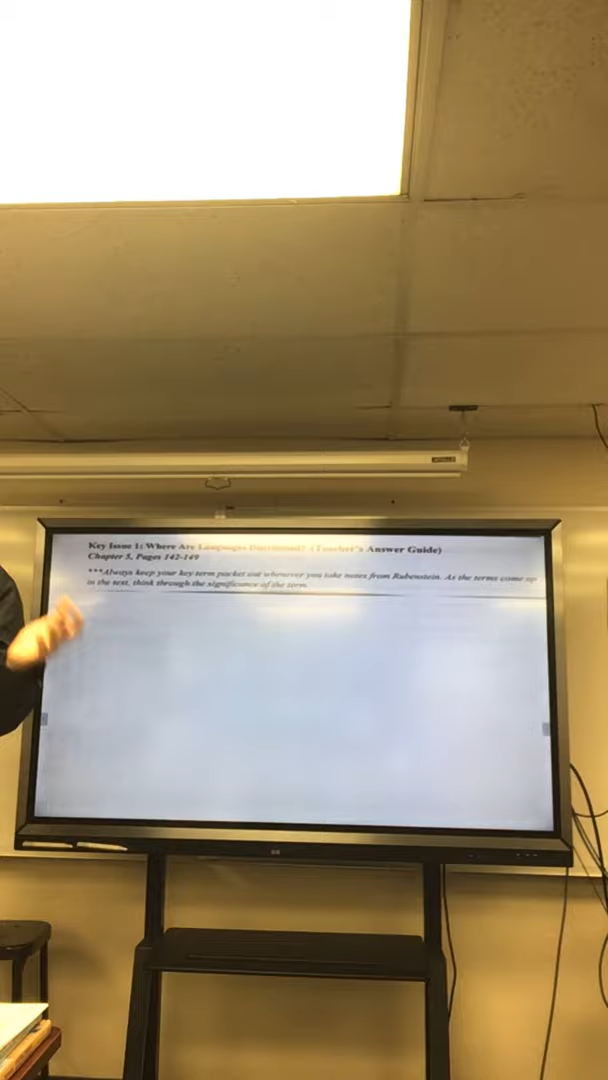 Key Issue 1: Where Are Languages Distributed? (Teacher's Answer Guide)
Chapter 5, Pages 142-149
***Always keep your key term packet out whenever you take notes from Rubenstein. As the terms come up
in the text, think through the significance of the term.